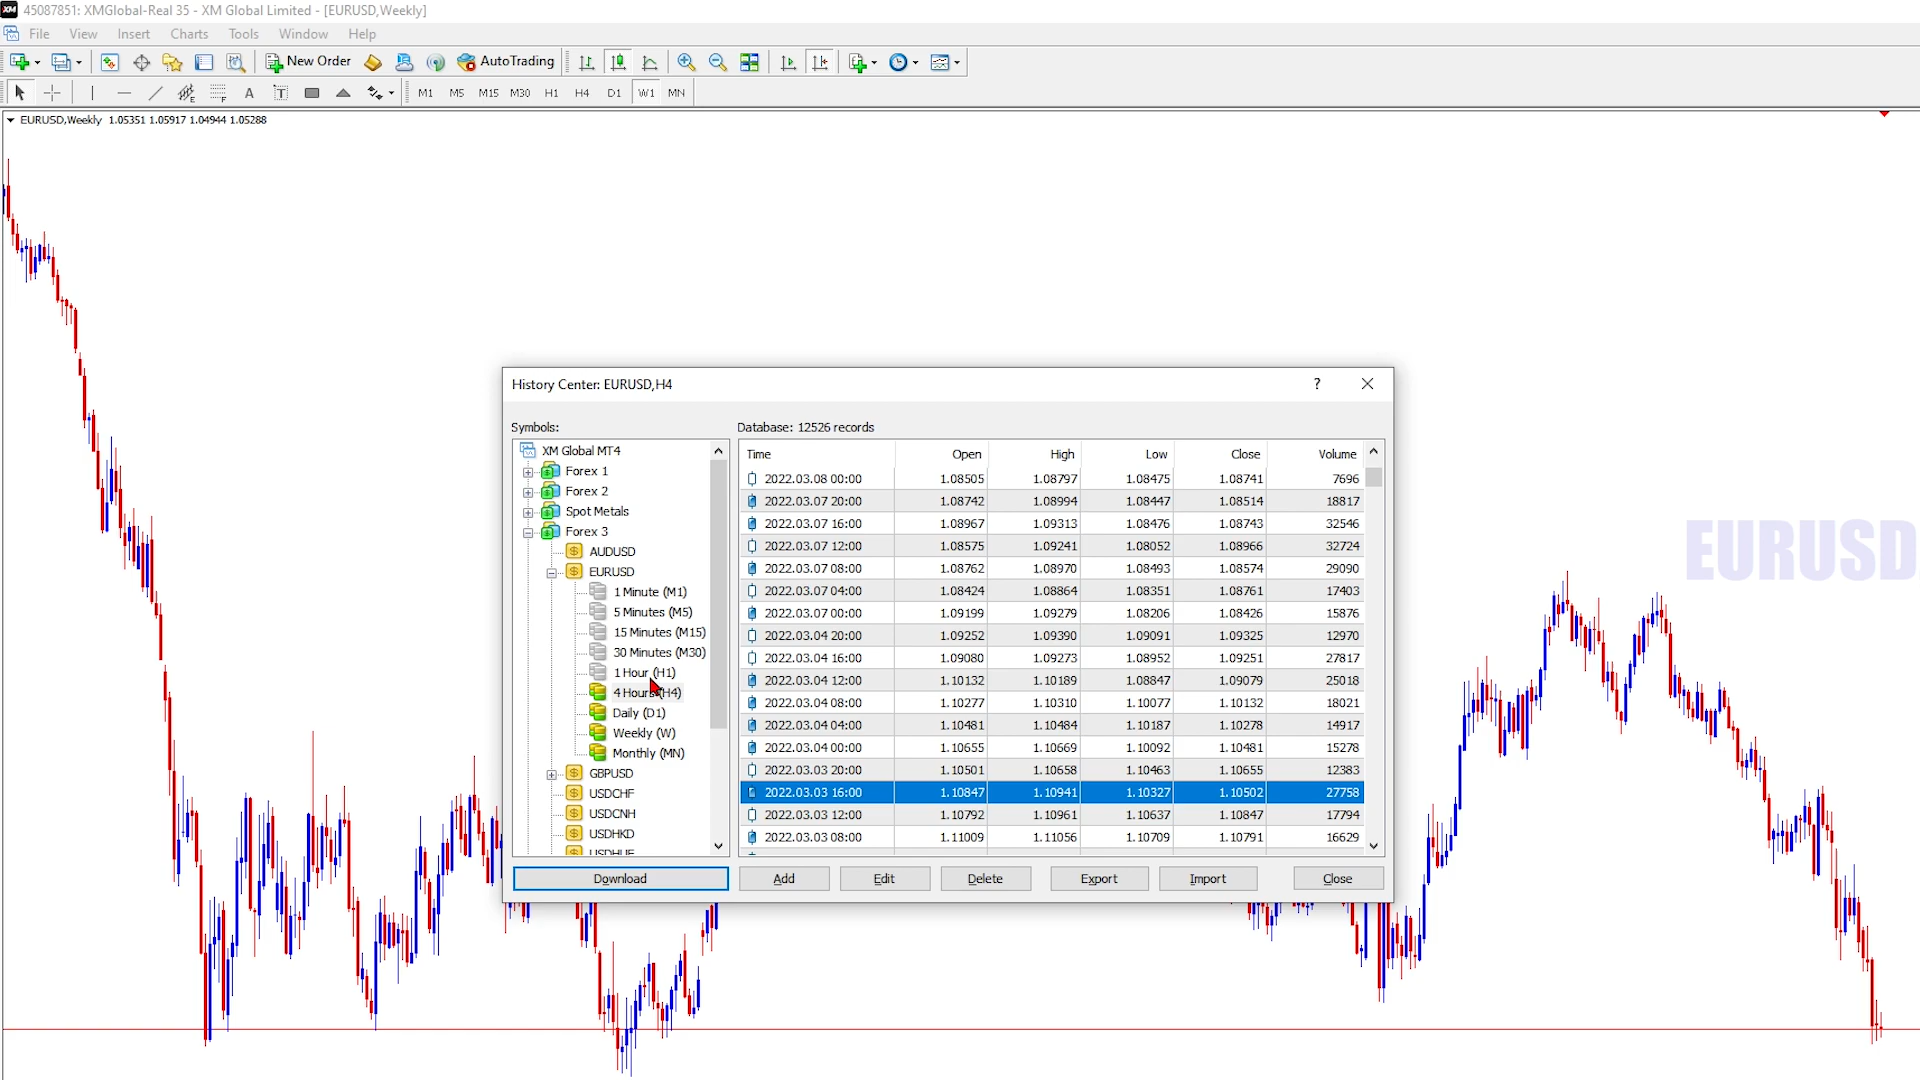 XM 45087851: XMGlobal-Real 35 - XM Global Limited - [EURUSD,Weekly]
File View Insert Charts Tools Window Help
New Order AutoTrading
A T M1 M5 M15 M30 H1 H4 D1 W1 MN
EURUSD,Weekly 1.05351 1.05917 1.04944 1.05288
EURUSD
History Center: EURUSD,H4 ?
Symbols:
XM Global MT4
Forex 1
Forex 2
Spot Metals
Forex 3
AUDUSD
EURUSD
1 Minute (M1)
5 Minutes (M5)
15 Minutes (M15)
30 Minutes (M30)
1 Hour (H1)
4 Hours (H4)
Daily (D1)
Weekly (W)
Monthly (MN)
GBPUSD
USDCHF
USDCNH
USDHKD
USDHUF
Database: 12526 records
Time Open High Low Close Volume
2022.03.08 00:00 1.08505 1.08797 1.08475 1.08741 7696
2022.03.07 20:00 1.08742 1.08994 1.08447 1.08514 18817
2022.03.07 16:00 1.08967 1.09313 1.08476 1.08743 32546
2022.03.07 12:00 1.08575 1.09241 1.08052 1.08966 32724
2022.03.07 08:00 1.08762 1.08970 1.08493 1.08574 29090
2022.03.07 04:00 1.08424 1.08864 1.08351 1.08761 17403
2022.03.07 00:00 1.09199 1.09279 1.08206 1.08426 15876
2022.03.04 20:00 1.09252 1.09390 1.09091 1.09325 12970
2022.03.04 16:00 1.09080 1.09273 1.08952 1.09251 27817
2022.03.04 12:00 1.10132 1.10189 1.08847 1.09079 25018
2022.03.04 08:00 1.10277 1.10310 1.10077 1.10132 18021
2022.03.04 04:00 1.10481 1.10484 1.10187 1.10278 14917
2022.03.04 00:00 1.10655 1.10669 1.10092 1.10481 15278
2022.03.03 20:00 1.10501 1.10658 1.10463 1.10655 12383
2022.03.03 16:00 1.10847 1.10941 1.10327 1.10502 27758
2022.03.03 12:00 1.10792 1.10961 1.10637 1.10847 17794
2022.03.03 08:00 1.11009 1.11056 1.10709 1.10791 16629
Download Add Edit Delete Export Import Close